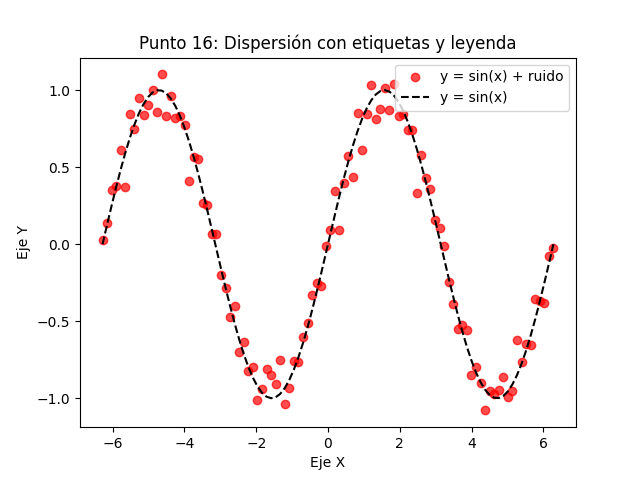 Punto 16: Dispersión con etiquetas y leyenda
y = sin(x) + ruido
y = sin(x)
Eje Y
1.0
0.5
0.0
−0.5
−1.0
−6 −4 −2 0 2 4 6
Eje X